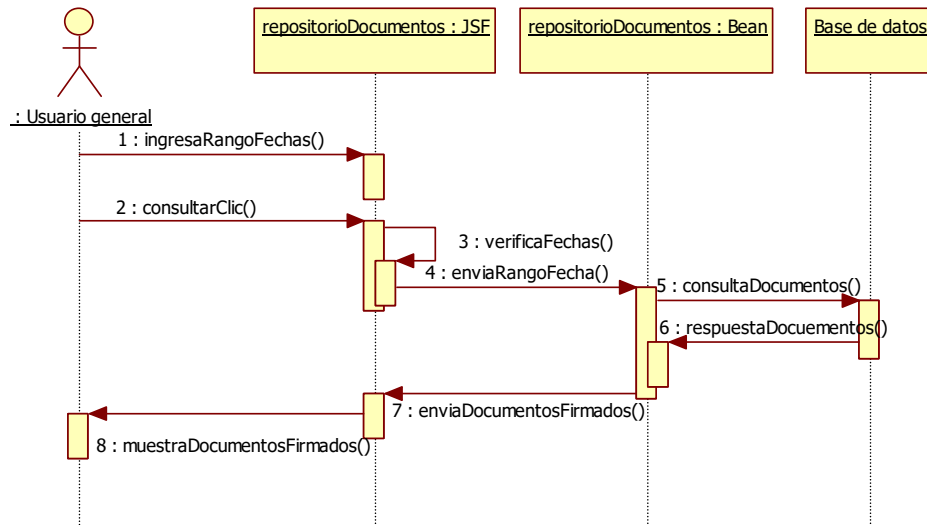 repositorioDocumentos : JSF
repositorioDocumentos : Bean
Base de datos
: Usuario general
1 : ingresaRangoFechas()
2 : consultarClic()
3 : verificaFechas()
4 : enviaRangoFecha()
5 : consultaDocumentos()
6 : respuestaDocuementos()
7 : enviaDocumentosFirmados()
8 : muestraDocumentosFirmados()